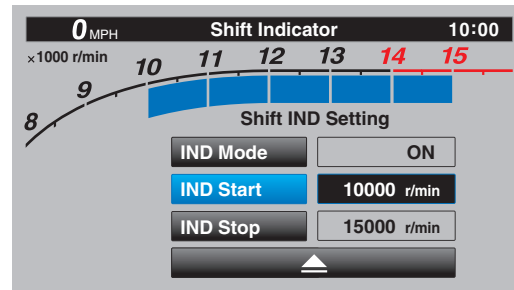 0 MPH Shift Indicator 10:00
×1000 r/min
8 9 10 11 12 13 14 15
Shift IND Setting
IND Mode ON
IND Start 10000 r/min
IND Stop 15000 r/min